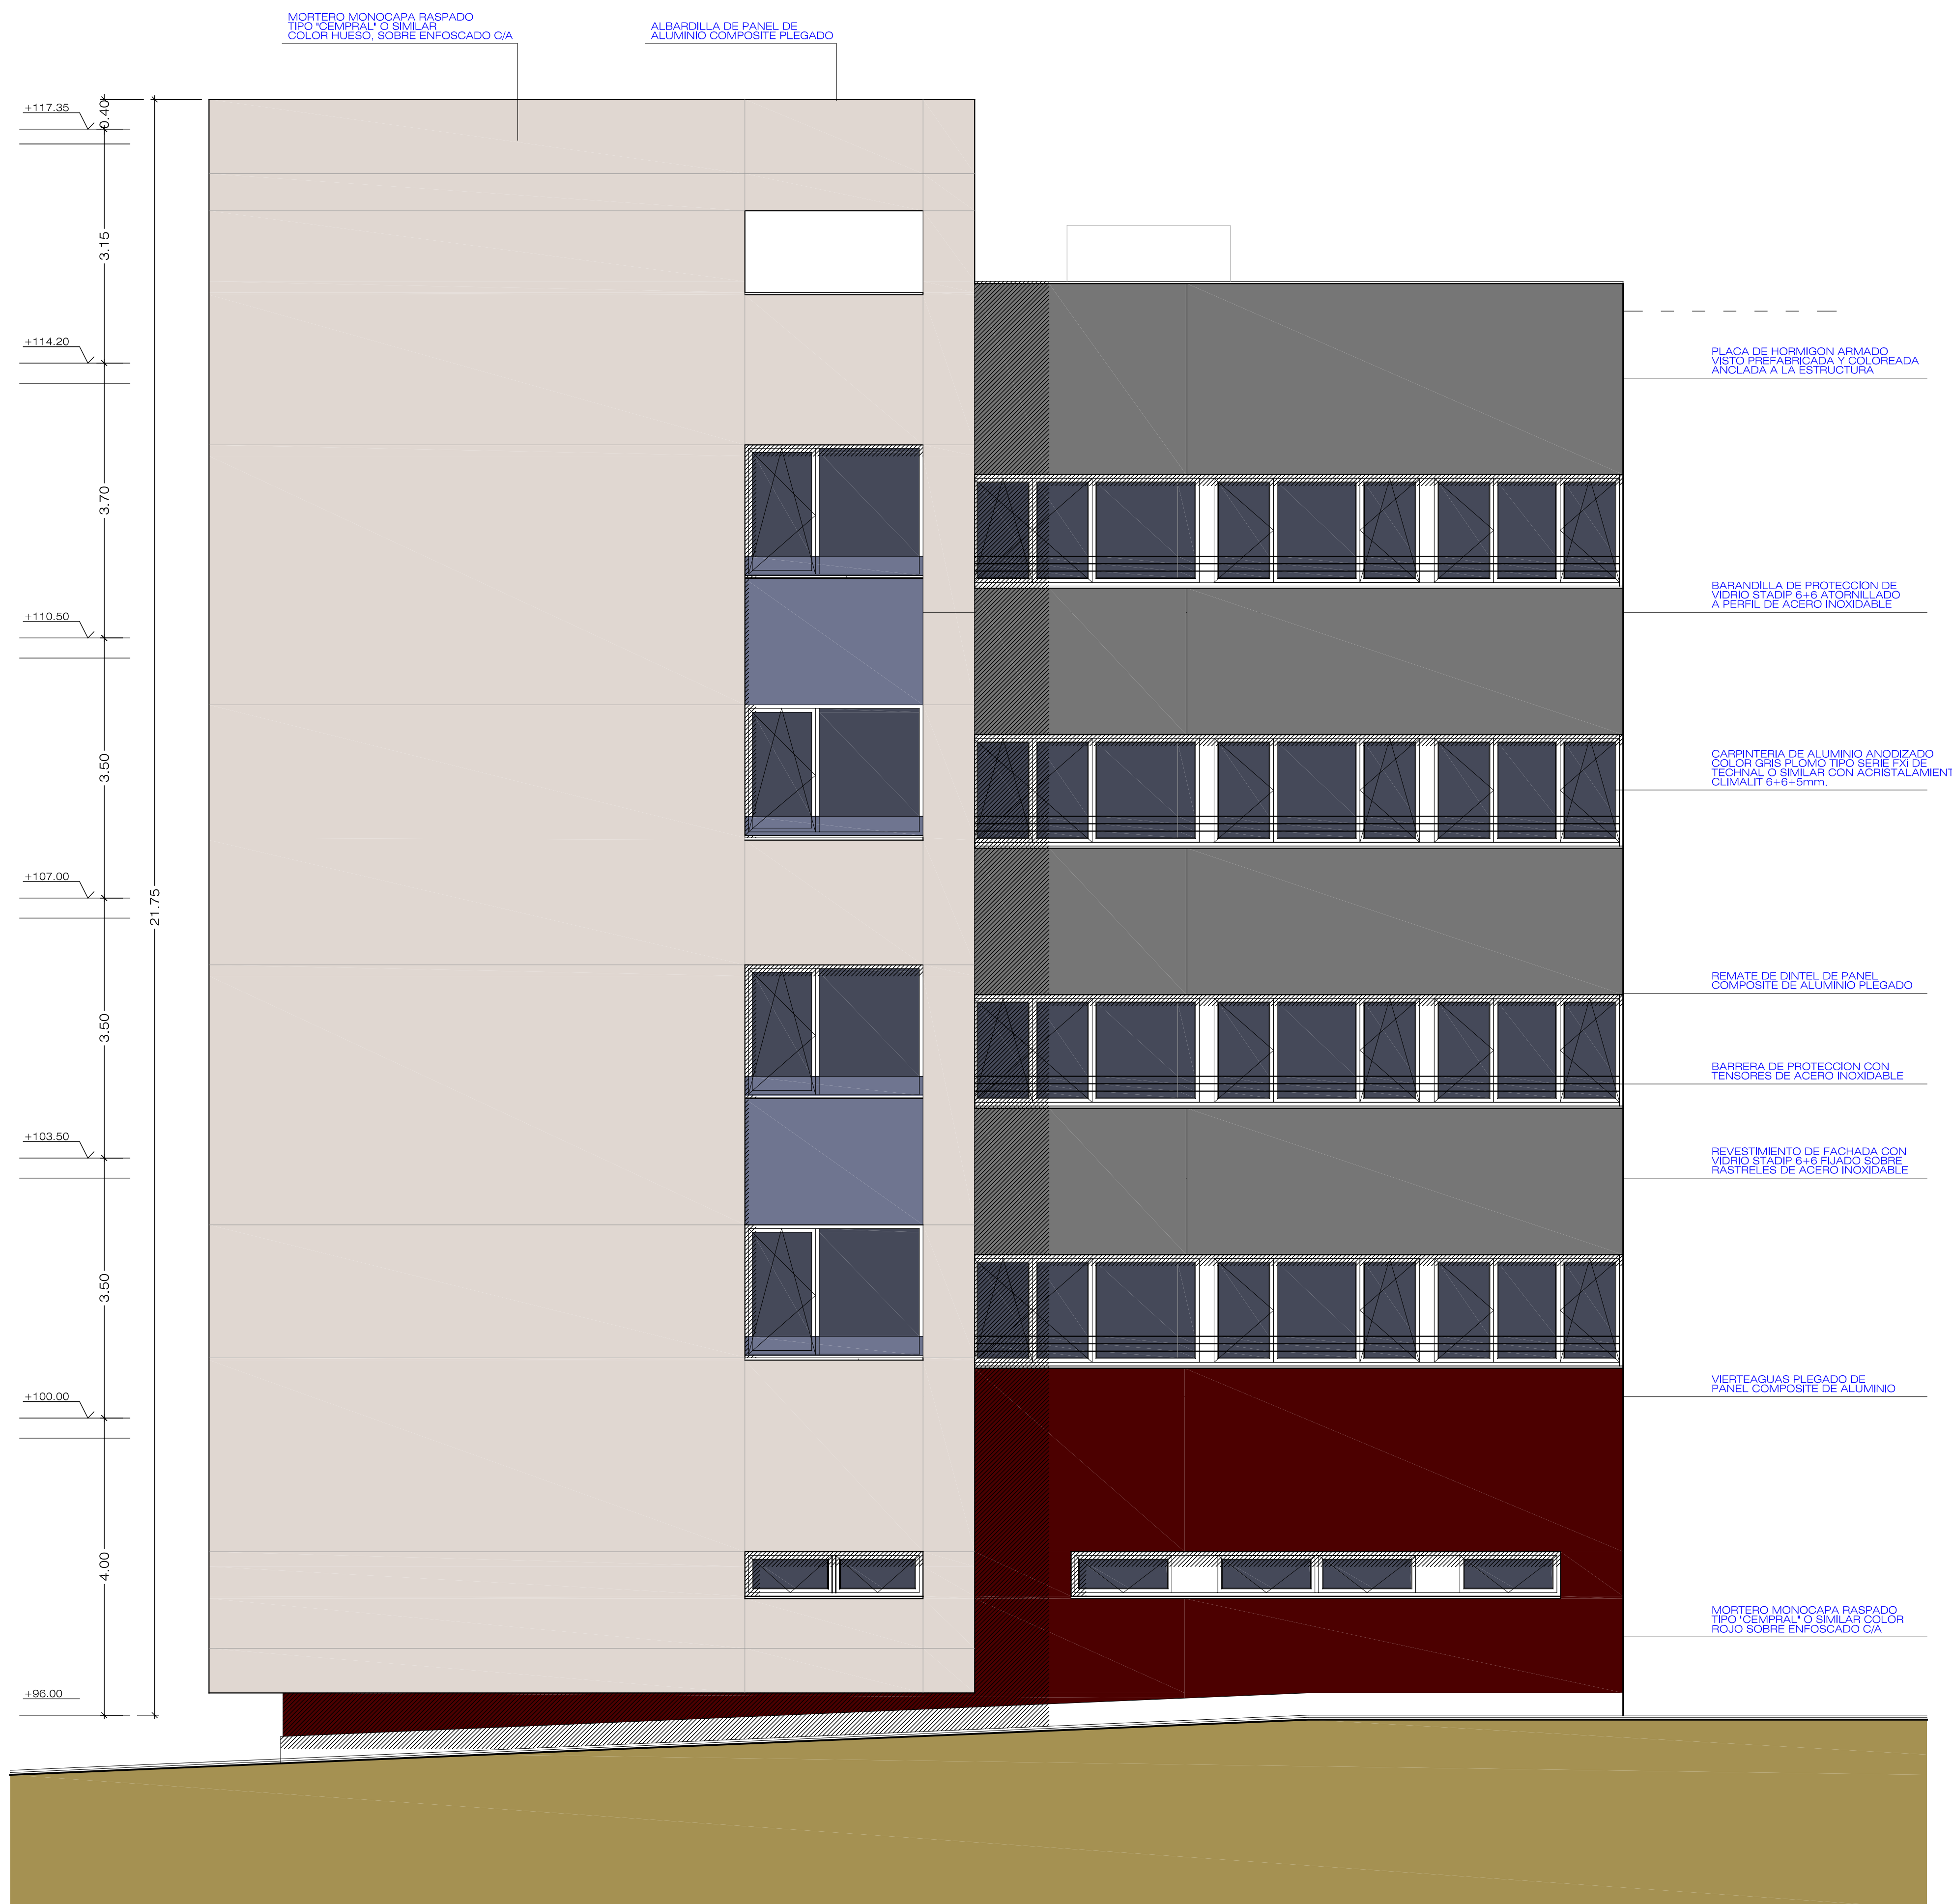 MORTERO MONOCAPA RASPADO
TIPO "CEMPRAL" O SIMILAR
COLOR HUESO, SOBRE ENFOSCADO C/A
ALBARDILLA DE PANEL DE
ALUMINIO COMPOSITE PLEGADO
+117.35
0.40
3.15
+114.20
3.70
+110.50
3.50
+107.00
21.75
3.50
+103.50
3.50
+100.00
4.00
+96.00
PLACA DE HORMIGON ARMADO
VISTO PREFABRICADA Y COLOREADA
ANCLADA A LA ESTRUCTURA
BARANDILLA DE PROTECCION DE
VIDRIO STADIP 6+6 ATORNILLADO
A PERFIL DE ACERO INOXIDABLE
CARPINTERIA DE ALUMINIO ANODIZADO
COLOR GRIS PLOMO TIPO SERIE FXi DE
TECHNAL O SIMILAR CON ACRISTALAMIENT
CLIMALIT 6+6+5mm.
REMATE DE DINTEL DE PANEL
COMPOSITE DE ALUMINIO PLEGADO
BARRERA DE PROTECCION CON
TENSORES DE ACERO INOXIDABLE
REVESTIMIENTO DE FACHADA CON
VIDRIO STADIP 6+6 FIJADO SOBRE
RASTRELES DE ACERO INOXIDABLE
VIERTEAGUAS PLEGADO DE
PANEL COMPOSITE DE ALUMINIO
MORTERO MONOCAPA RASPADO
TIPO "CEMPRAL" O SIMILAR COLOR
ROJO SOBRE ENFOSCADO C/A